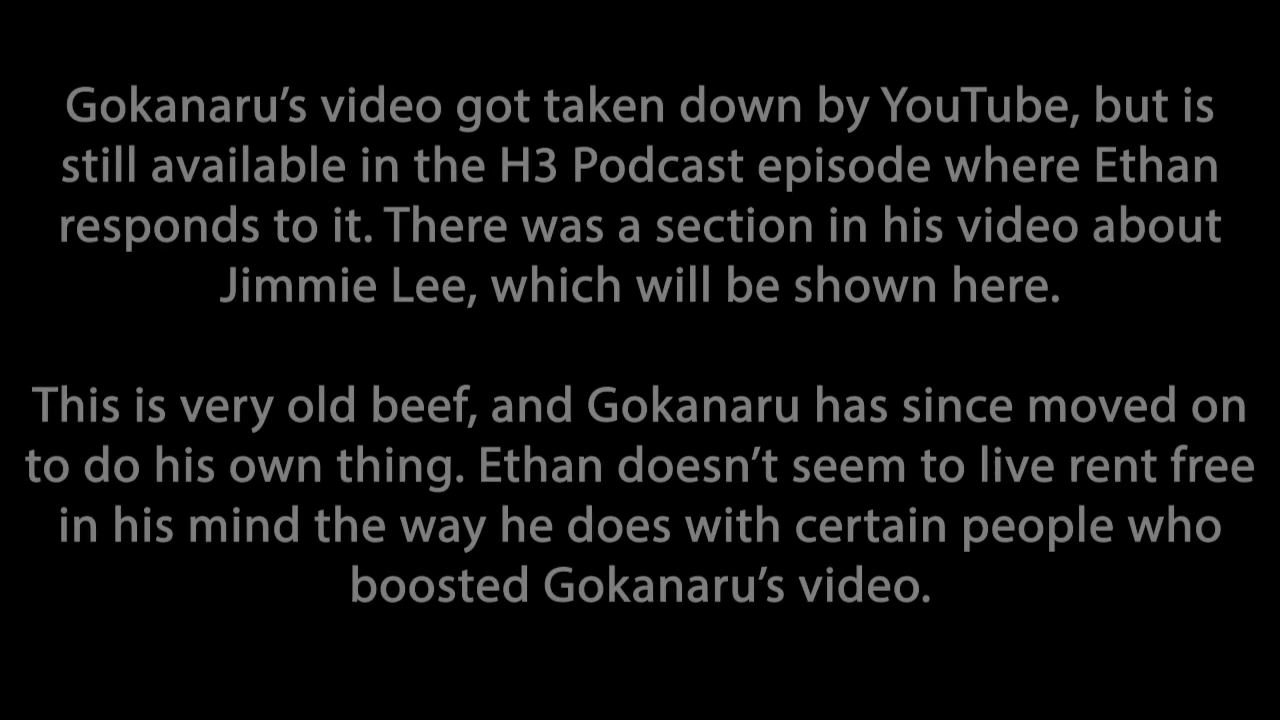 Gokanaru’s video got taken down by YouTube, but is
still available in the H3 Podcast episode where Ethan
responds to it. There was a section in his video about
Jimmie Lee, which will be shown here.
This is very old beef, and Gokanaru has since moved on
to do his own thing. Ethan doesn’t seem to live rent free
in his mind the way he does with certain people who
boosted Gokanaru’s video.